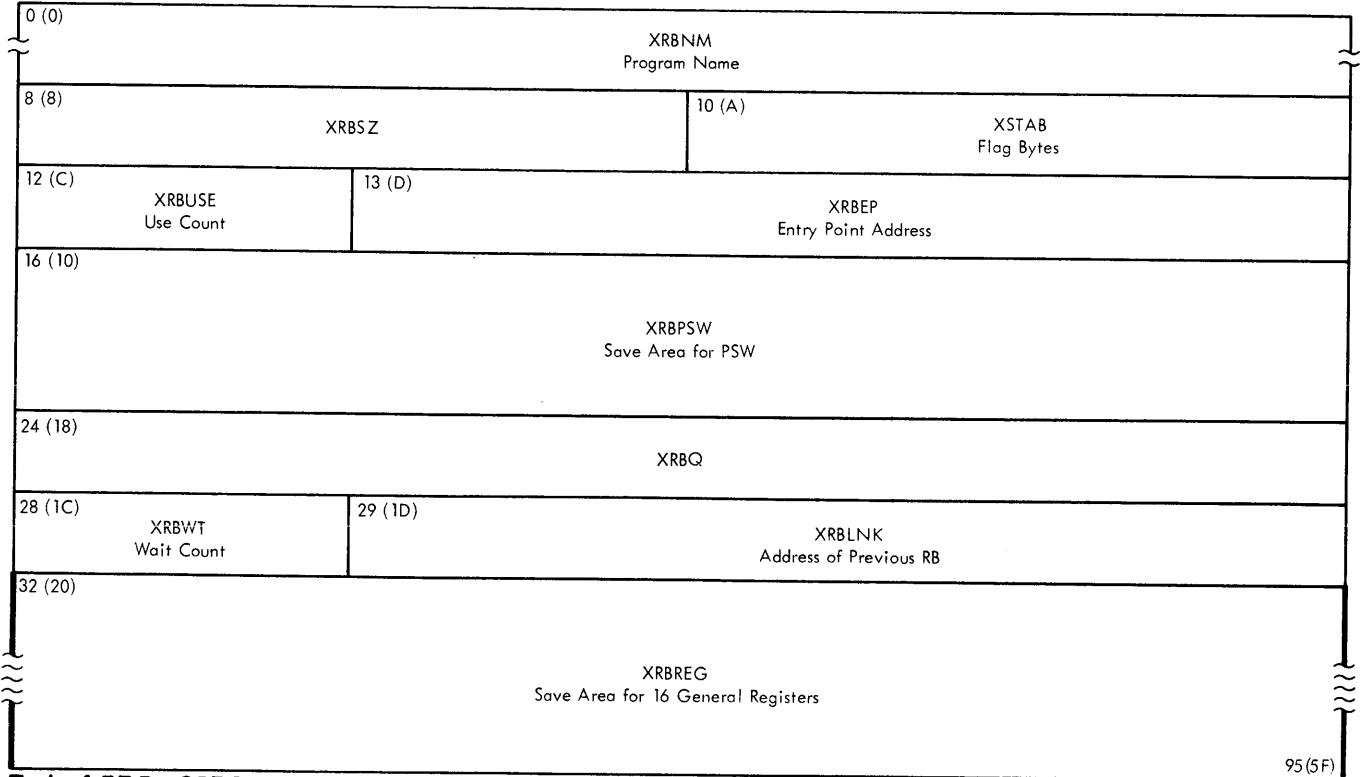 0 (0)
XRBNM
Program Name
8 (8)
XRBSZ
10 (A)
XSTAB
Flag Bytes
12 (C)
XRBUSE
Use Count
13 (D)
XRBEP
Entry Point Address
16 (10)
XRBPSW
Save Area for PSW
24 (18)
XRBQ
28 (1C)
XRBWT
Wait Count
29 (1D)
XRBLNK
Address of Previous RB
32 (20)
XRBREG
Save Area for 16 General Registers
95 (5F)